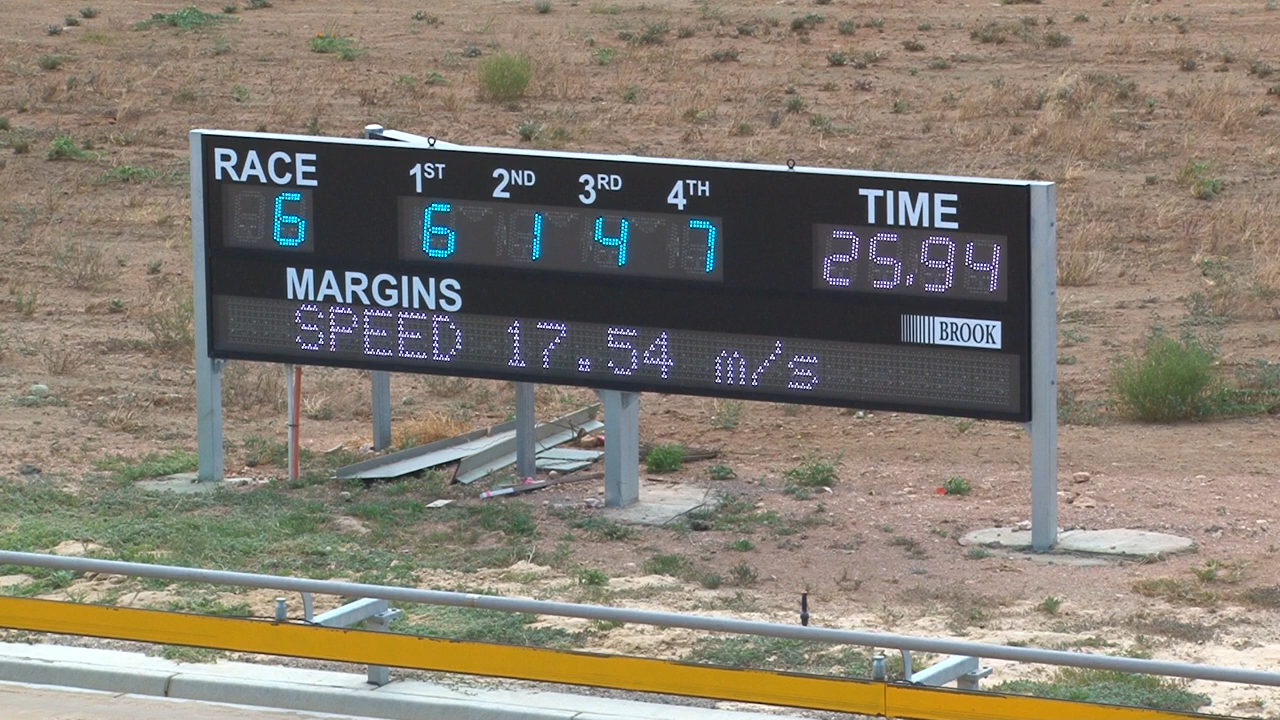 RACE 1ST 2ND 3RD 4TH TIME
6 6 1 4 7 25.94
MARGINS
BROOK
SPEED 17.54 m/s